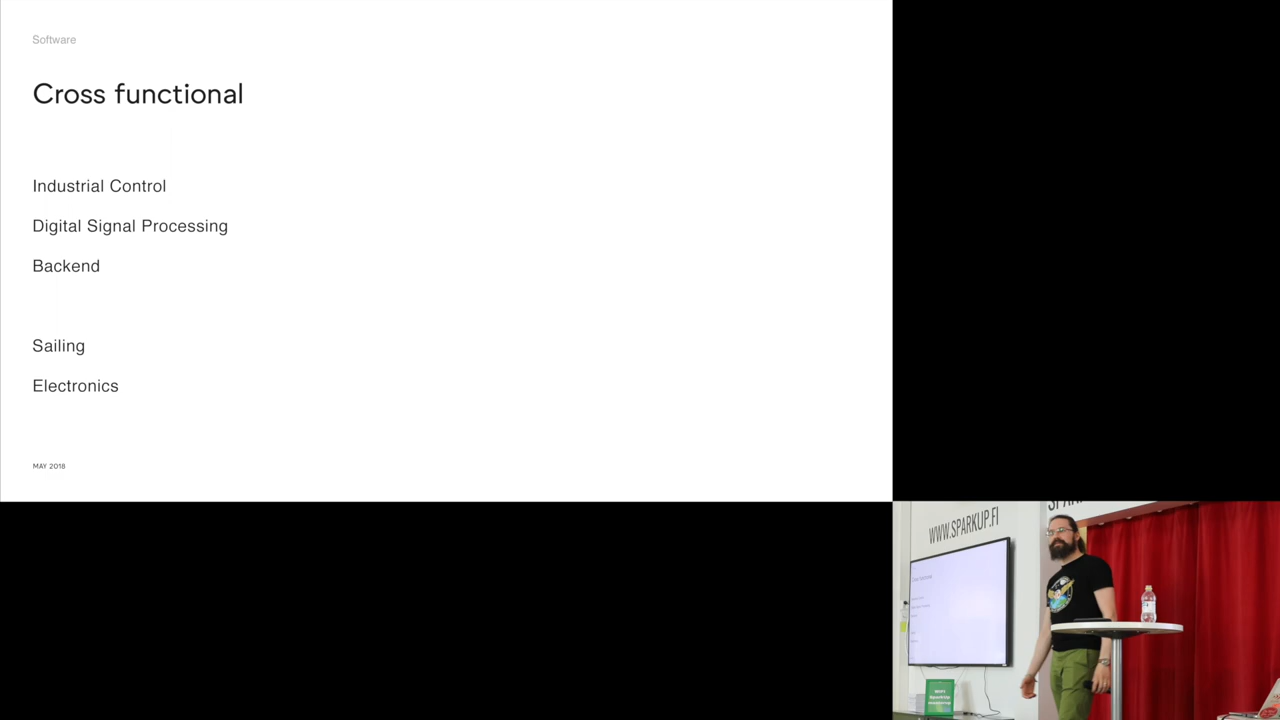 Software
Cross functional
Industrial Control
Digital Signal Processing
Backend
Sailing
Electronics
MAY 2018
WWW.SPARKUP.FI